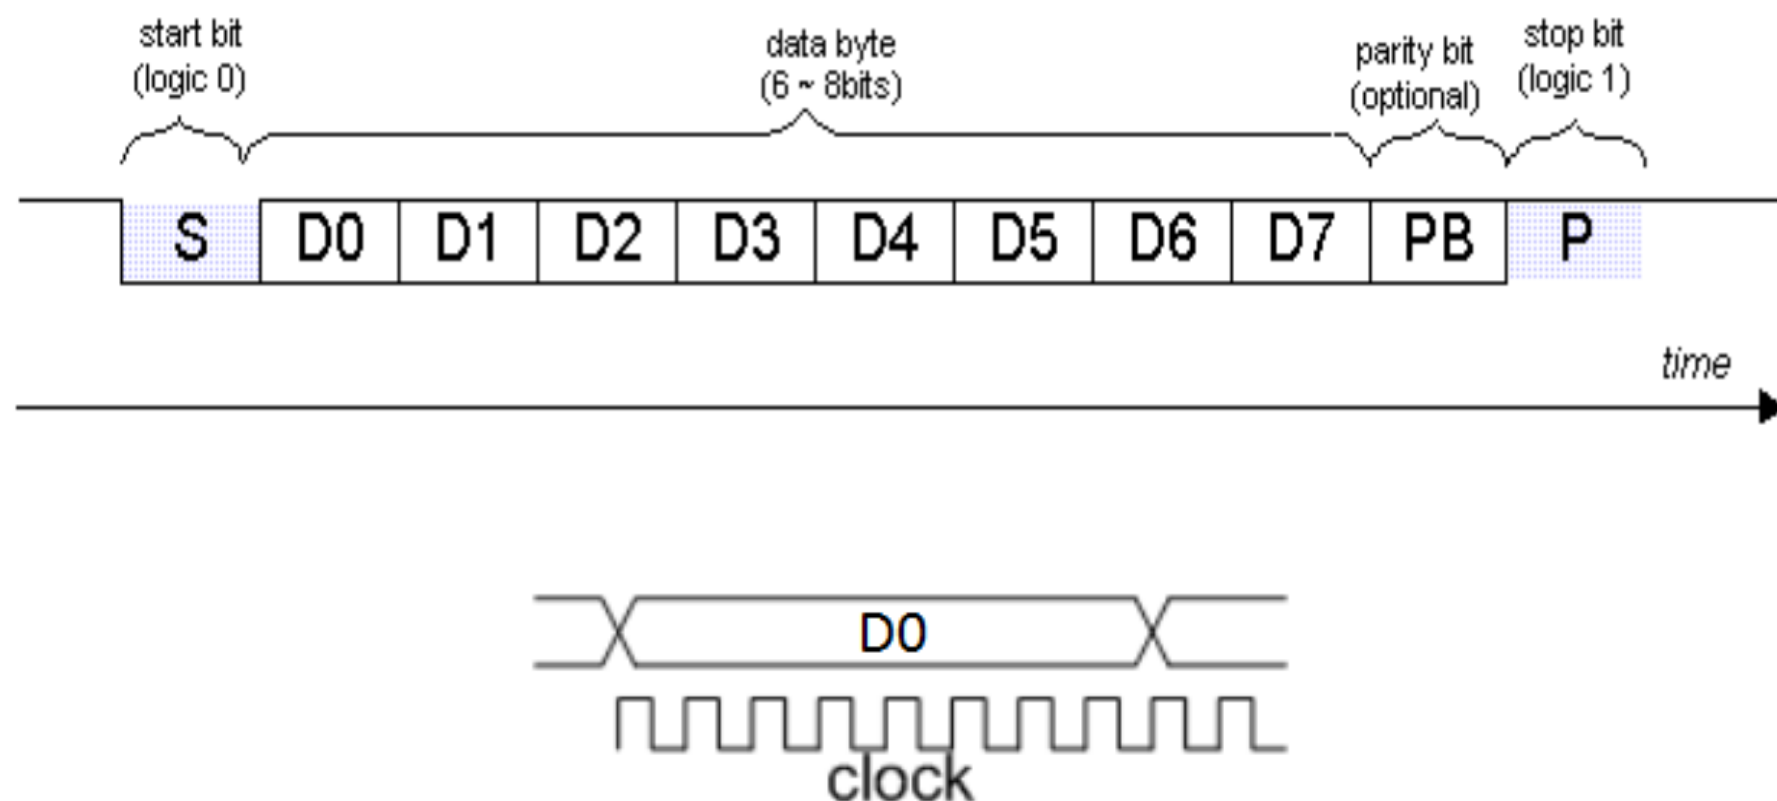 start bit
(logic 0)
data byte
(6 ~ 8bits)
parity bit
(optional)
stop bit
(logic 1)
S D0 D1 D2 D3 D4 D5 D6 D7 PB P
time
D0
clock